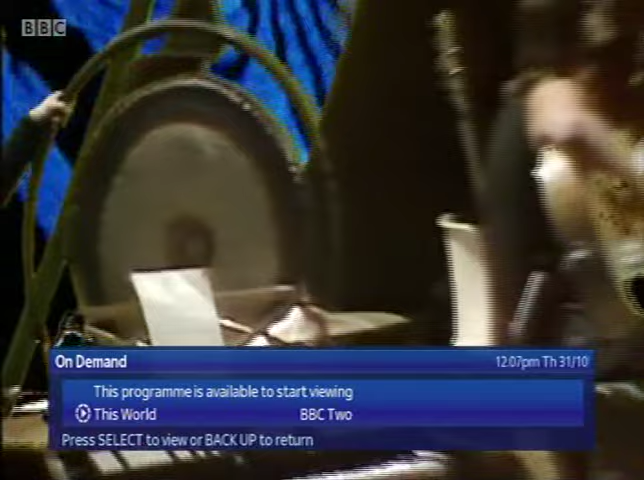 BBC
On Demand 12.07pm Th 31/10
This programme is available to start viewing
This World BBC Two
Press SELECT to view or BACK UP to return